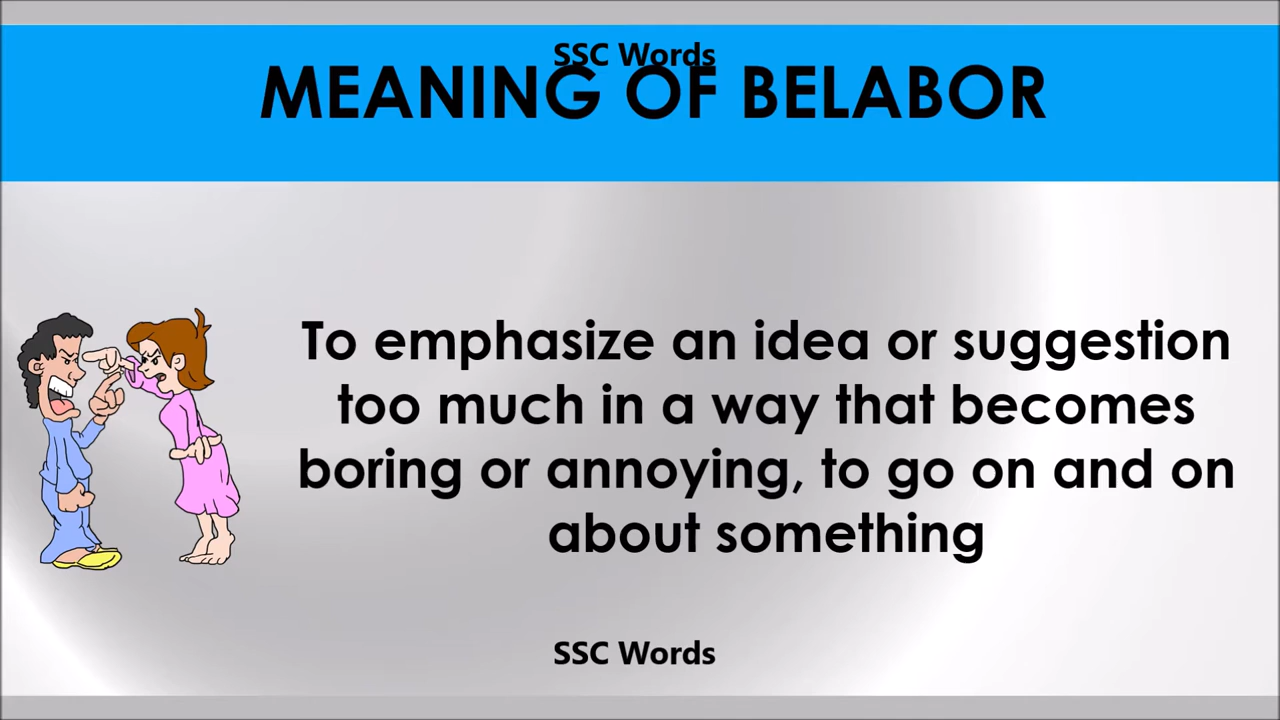 SSC Words
MEANING OF BELABOR
To emphasize an idea or suggestion
too much in a way that becomes
boring or annoying, to go on and on
about something
SSC Words